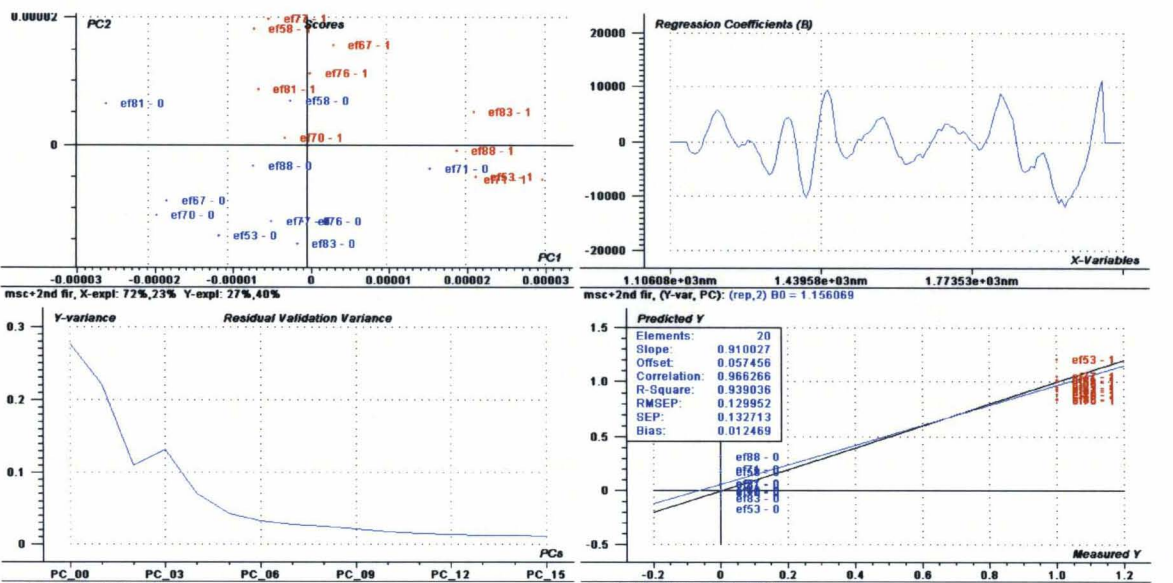 PC2
Scores
0.00002
0
ef77 - 1
ef58 - 1
ef67 - 1
ef76 - 1
ef81 - 1
ef81 - 0
ef58 - 0
ef83 - 1
ef70 - 1
ef88 - 1
ef88 - 0
ef71 - 0
ef53 - 1
ef71 - 1
ef67 - 0
ef70 - 0
ef77 - 0
ef76 - 0
ef53 - 0
ef83 - 0
PC1
-0.00003 -0.00002 -0.00001 0 0.00001 0.00002 0.00003
msc+2nd fir, X-expl: 72%,23% Y-expl: 27%,40%
Regression Coefficients (B)
20000
10000
0
-10000
-20000
X-Variables
1.10608e+03nm 1.43958e+03nm 1.77353e+03nm
msc+2nd fir, (Y-var, PC): (rep,2) B0 = 1.156069
Y-variance
Residual Validation Variance
0.3
0.2
0.1
0
PCs
PC_00 PC_03 PC_06 PC_09 PC_12 PC_15
Predicted Y
1.5
1.0
0.5
0
-0.5
Elements: 20
Slope: 0.910027
Offset: 0.057456
Correlation: 0.966266
R-Square: 0.939036
RMSEP: 0.129952
SEP: 0.132713
Bias: 0.012469
ef53 - 1
ef88 - 0
ef83 - 0
ef53 - 0
Measured Y
-0.2 0 0.2 0.4 0.6 0.8 1.0 1.2